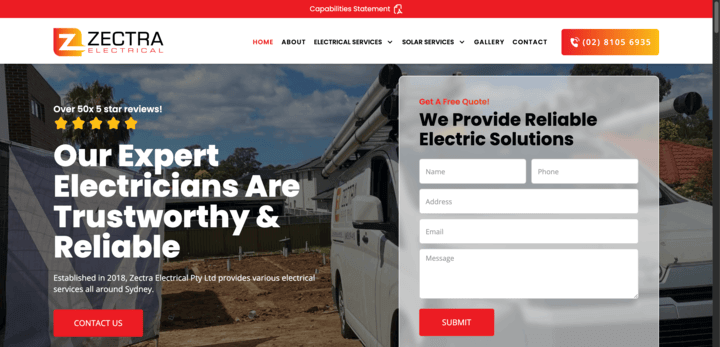 Capabilities Statement
ZECTRA
ELECTRICAL
HOME ABOUT ELECTRICAL SERVICES SOLAR SERVICES GALLERY CONTACT
(02) 8105 6935
Over 50x 5 star reviews!
Our Expert
Electricians Are
Trustworthy &
Reliable
Established in 2018, Zectra Electrical Pty Ltd provides various electrical
services all around Sydney.
CONTACT US
Get A Free Quote!
We Provide Reliable
Electric Solutions
Name Phone
Address
Email
Message
SUBMIT
ZECTRA